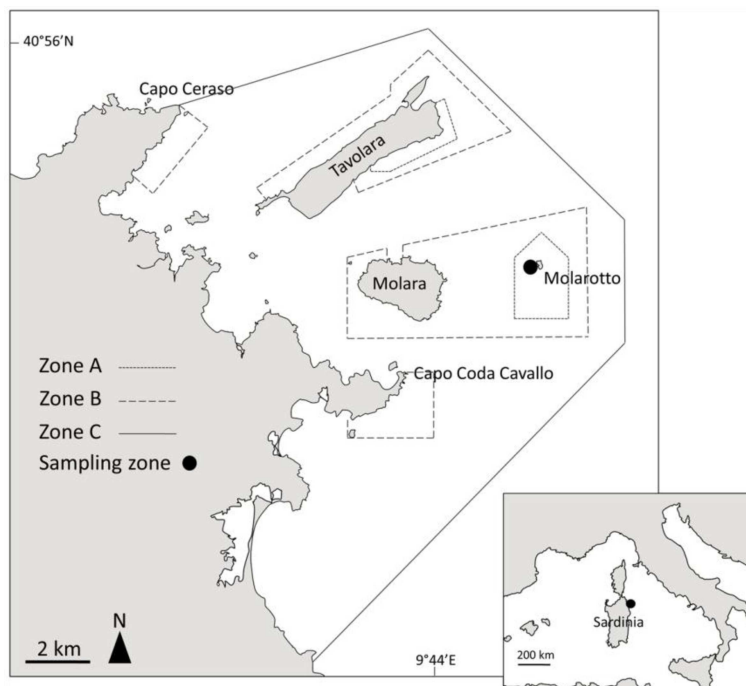 40°56'N
Capo Ceraso
Tavolara
Molara
Molarotto
Capo Coda Cavallo
Zone A
Zone B
Zone C
Sampling zone
2 km
N
9°44'E
Sardinia
200 km